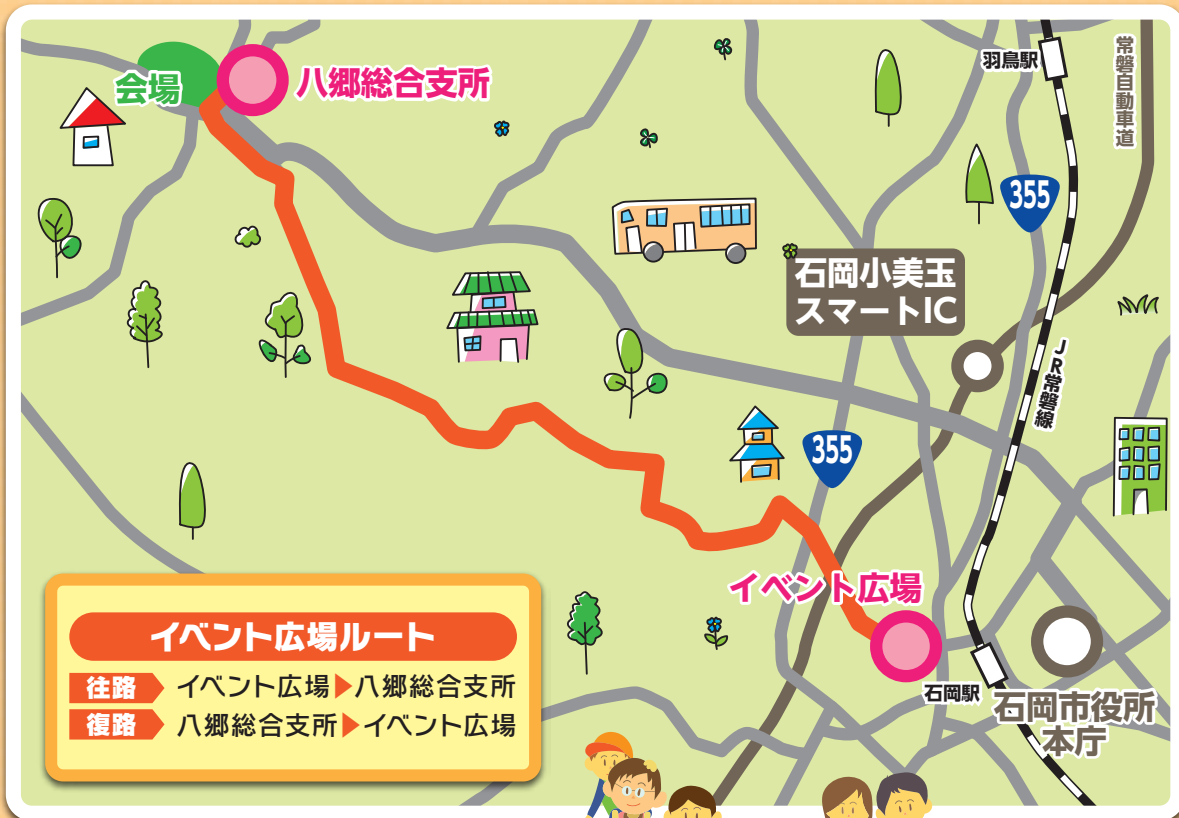 会場
八郷総合支所
羽鳥駅
常磐自動車道
355
石岡小美玉
スマートIC
JR常磐線
355
イベント広場
石岡駅
石岡市役所
本庁
イベント広場ルート
往路 イベント広場▶八郷総合支所
復路 八郷総合支所▶イベント広場